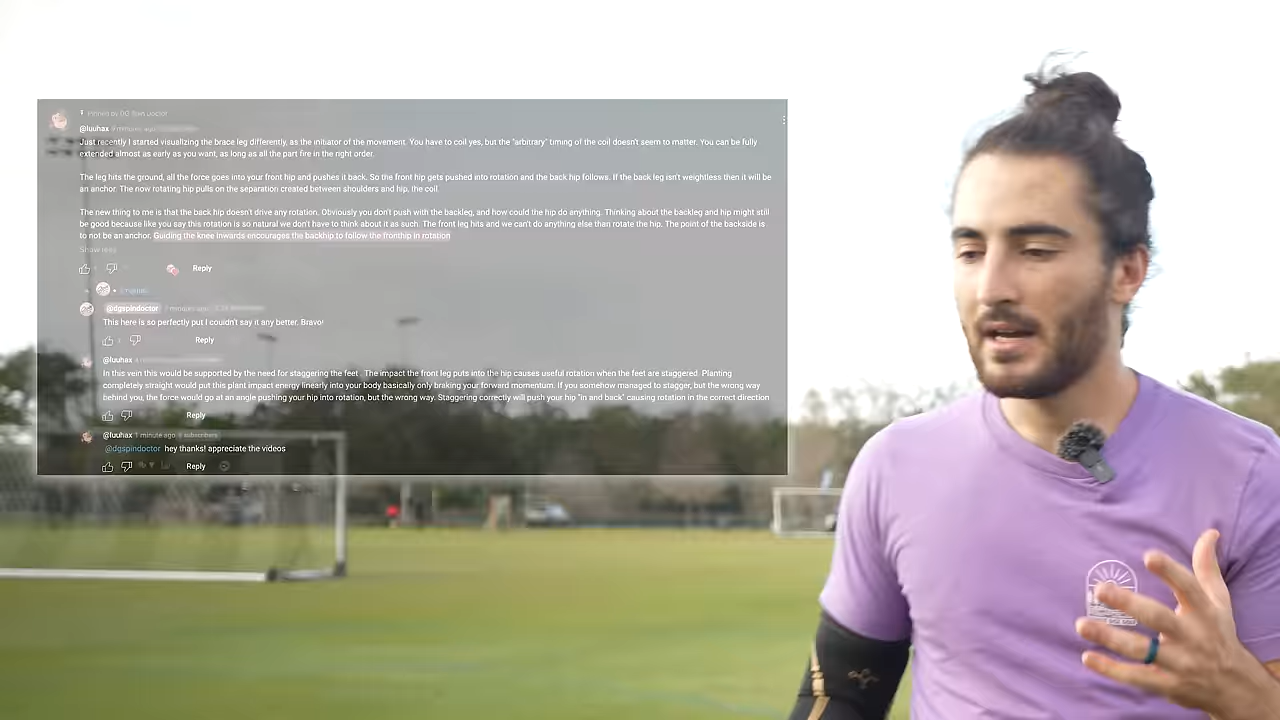 Pinned by DG Spin Doctor
@luuhax 9 minutes ago
Just recently I started visualizing the brace leg differently, as the initiator of the movement. You have to coil yes, but the "arbitrary" timing of the coil doesn't seem to matter. You can be fully
extended almost as early as you want, as long as all the part fire in the right order.
The leg hits the ground, all the force goes into your front hip and pushes it back. So the front hip gets pushed into rotation and the back hip follows. If the back leg isn't weightless then it will be
an anchor. The now rotating hip pulls on the separation created between shoulders and hip, the coil.
The new thing to me is that the back hip doesn't drive any rotation. Obviously you don't push with the backleg, and how could the hip do anything. Thinking about the backleg and hip might still
be good because like you say this rotation is so natural we don't have to think about it as such. The front leg hits and we can't do anything else than rotate the hip. The point of the backside is
to not be an anchor. Guiding the knee inwards encourages the backhip to follow the fronthip in rotation
Show less
Reply
@dgspindoctor 7 minutes ago
This here is so perfectly put I couldn't say it any better. Bravo!
Reply
@luuhax
In this vein this would be supported by the need for staggering the feet . The impact the front leg puts into the hip causes useful rotation when the feet are staggered. Planting
completely straight would put this plant impact energy linearly into your body basically only braking your forward momentum. If you somehow managed to stagger, but the wrong way
behind you, the force would go at an angle pushing your hip into rotation, but the wrong way. Staggering correctly will push your hip "in and back" causing rotation in the correct direction
Reply
@luuhax 1 minute ago
@dgspindoctor hey thanks! appreciate the videos
Reply